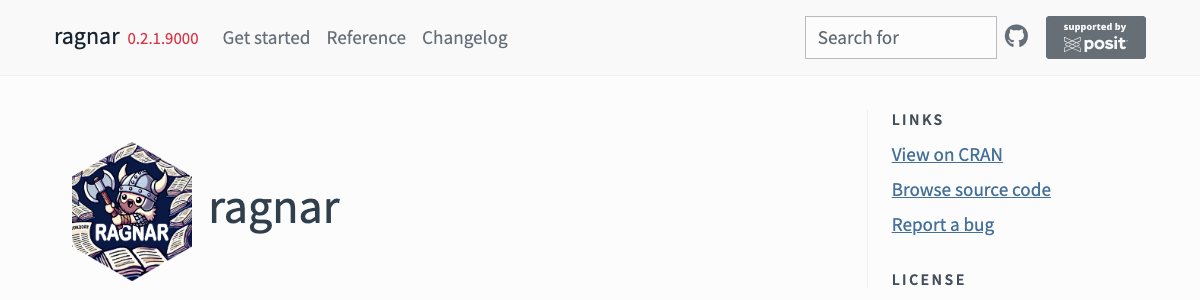 ragnar 0.2.1.9000 Get started Reference Changelog Search for supported by posit
LINKS
View on CRAN
Browse source code
Report a bug
ragnar
RAGNAR
LICENSE